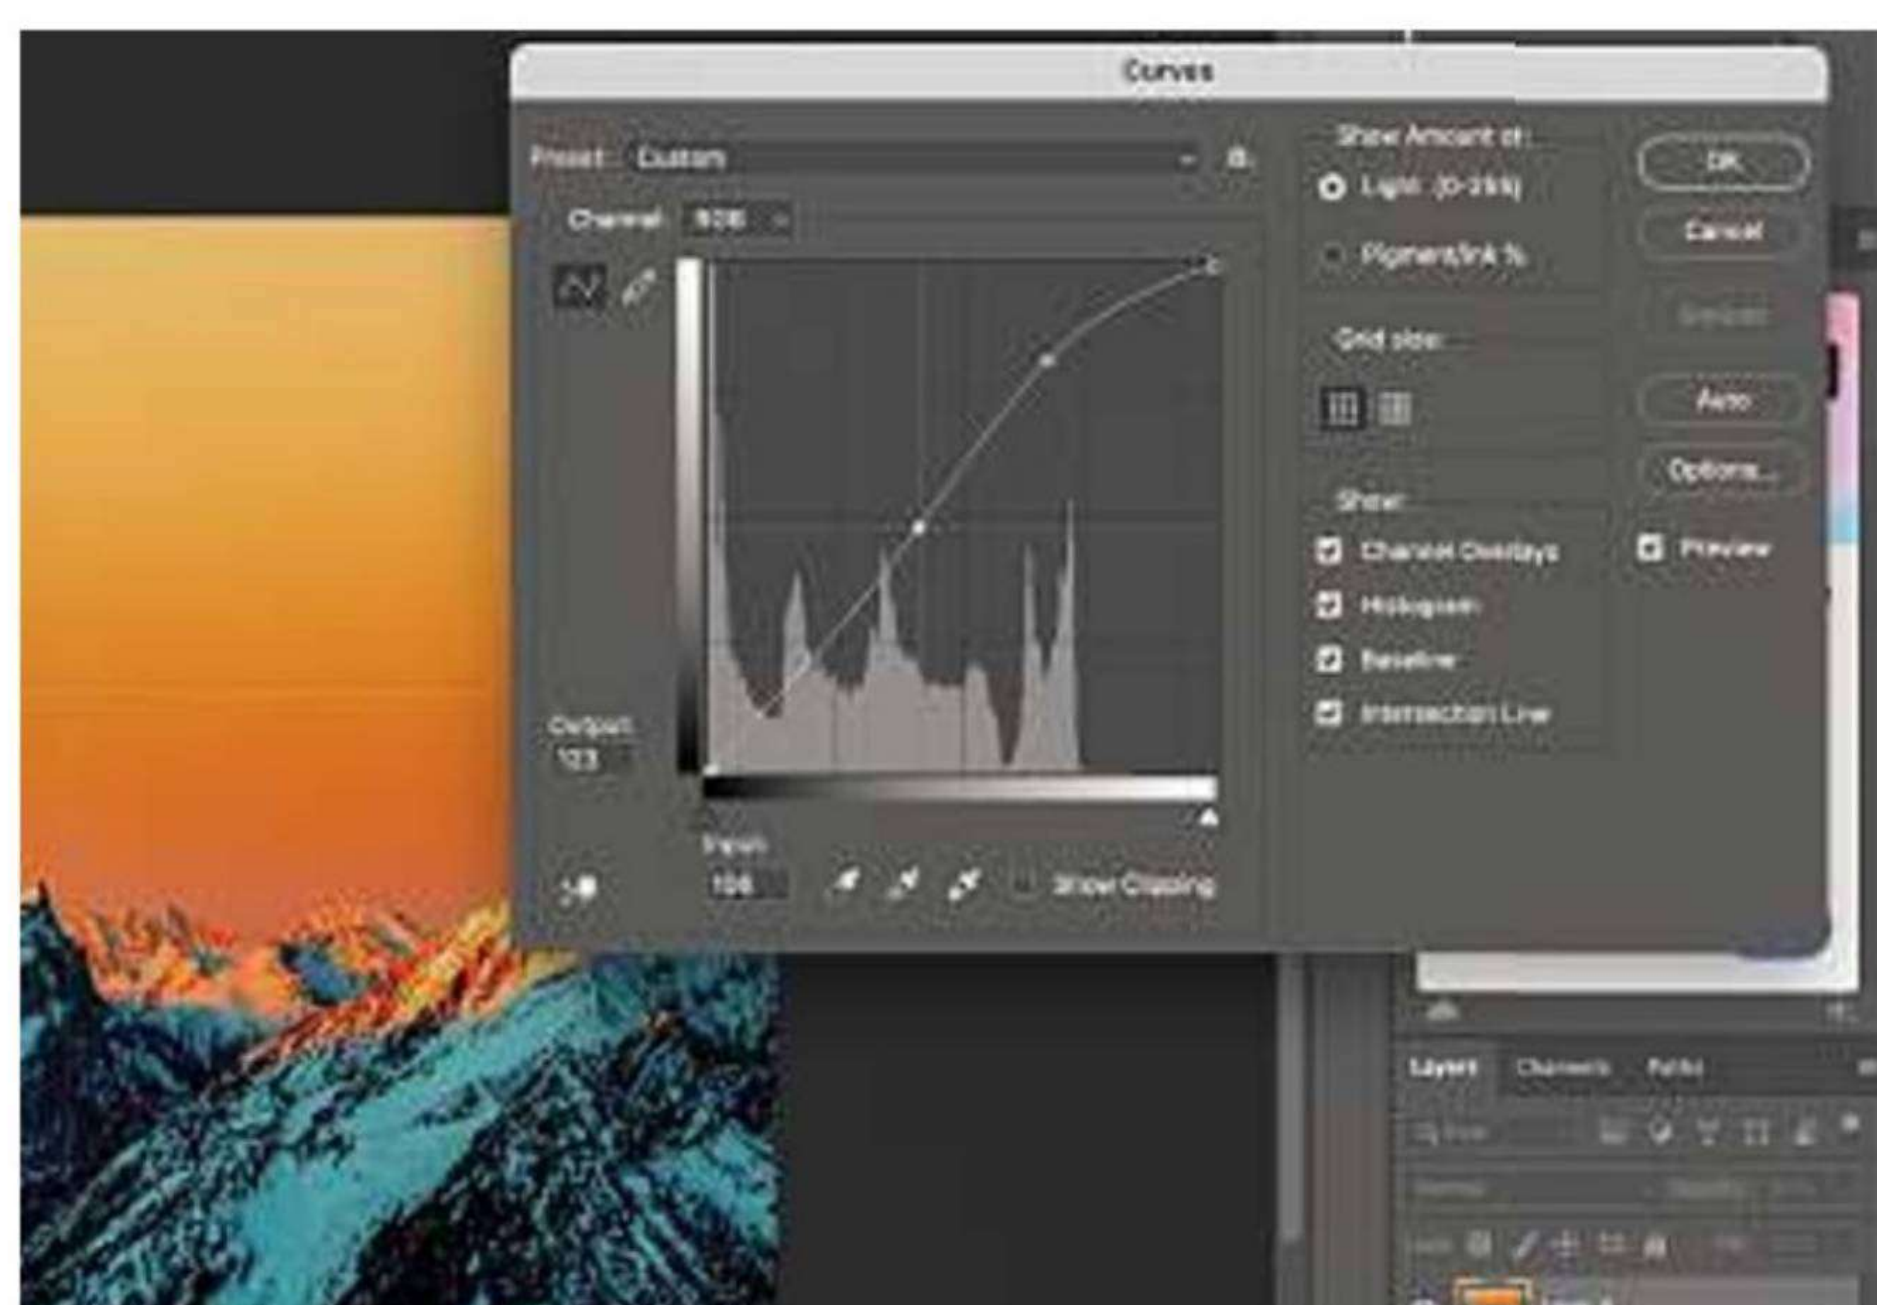 Curves
Preset: Custom
Channel: RGB
Show Amount of:
Light (0-255)
Pigment/Ink %
Grid size:
Show:
Channel Overlays
Histogram
Baseline
Intersection Line
OK
Cancel
Auto
Options...
Preview
Output:
Input:
Show Clipping
Layers Channels Paths